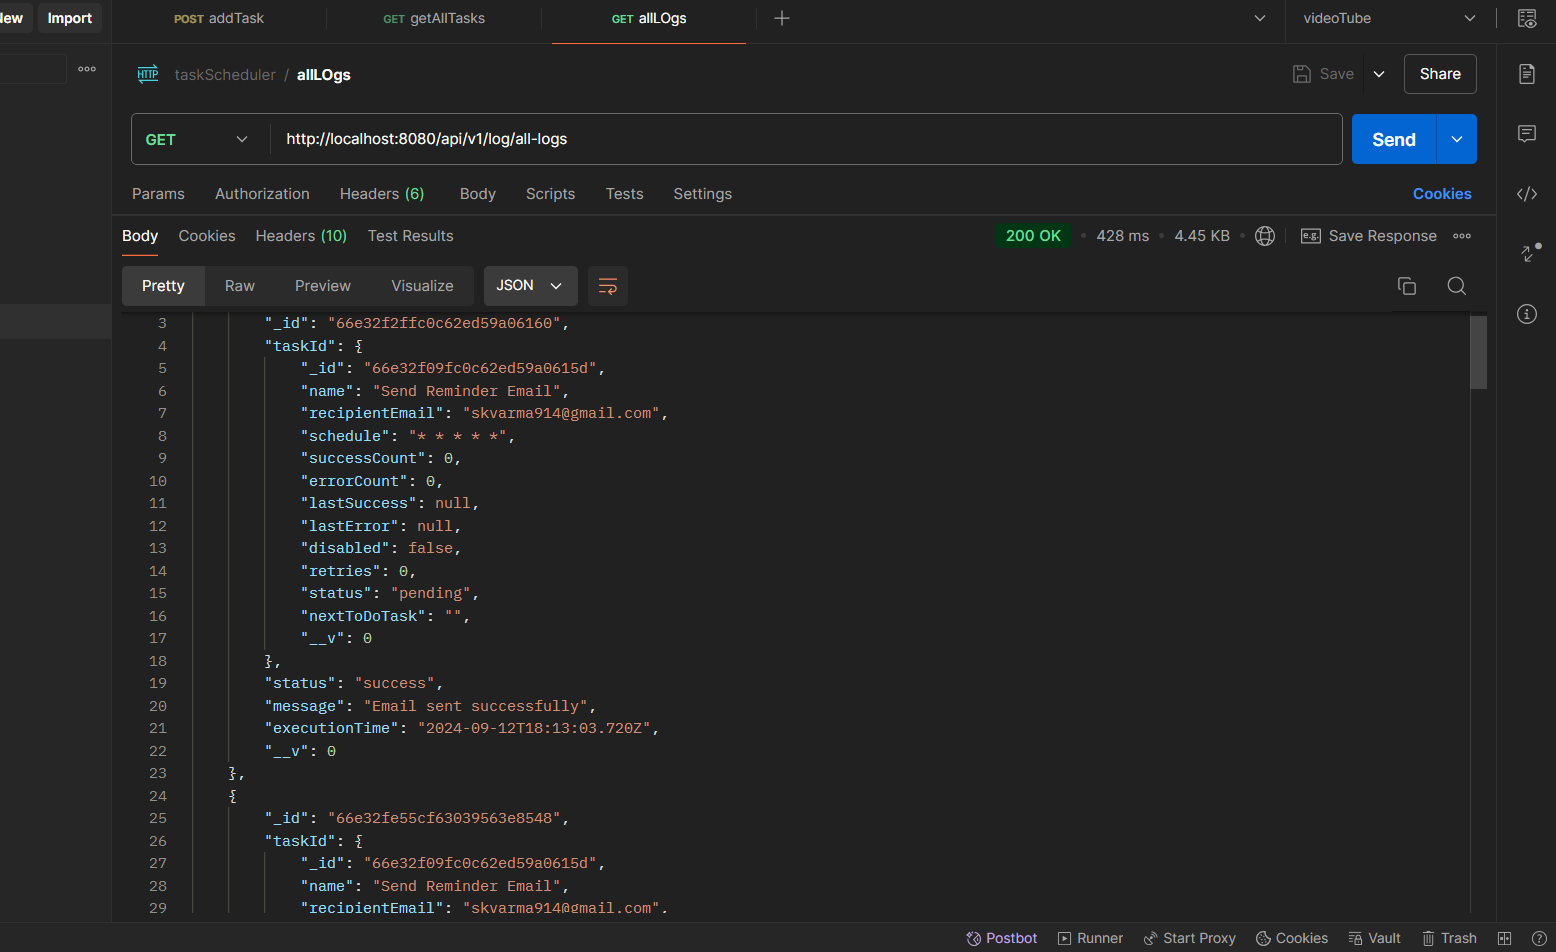 New Import POST addTask GET getAllTasks GET allLOgs videoTube
HTTP taskScheduler / allLOgs Save Share
GET http://localhost:8080/api/v1/log/all-logs Send
Params Authorization Headers (6) Body Scripts Tests Settings Cookies
Body Cookies Headers (10) Test Results 200 OK 428 ms 4.45 KB e.g. Save Response
Pretty Raw Preview Visualize JSON
3 "_id": "66e32f2ffc0c62ed59a06160",
4 "taskId": {
5 "_id": "66e32f09fc0c62ed59a0615d",
6 "name": "Send Reminder Email",
7 "recipientEmail": "skvarma914@gmail.com",
8 "schedule": "* * * * *",
9 "successCount": 0,
10 "errorCount": 0,
11 "lastSuccess": null,
12 "lastError": null,
13 "disabled": false,
14 "retries": 0,
15 "status": "pending",
16 "nextToDoTask": "",
17 "__v": 0
18 },
19 "status": "success",
20 "message": "Email sent successfully",
21 "executionTime": "2024-09-12T18:13:03.720Z",
22 "__v": 0
23 },
24 {
25 "_id": "66e32fe55cf63039563e8548",
26 "taskId": {
27 "_id": "66e32f09fc0c62ed59a0615d",
28 "name": "Send Reminder Email",
29 "recipientEmail": "skvarma914@gmail.com",
Postbot Runner Start Proxy Cookies Vault Trash